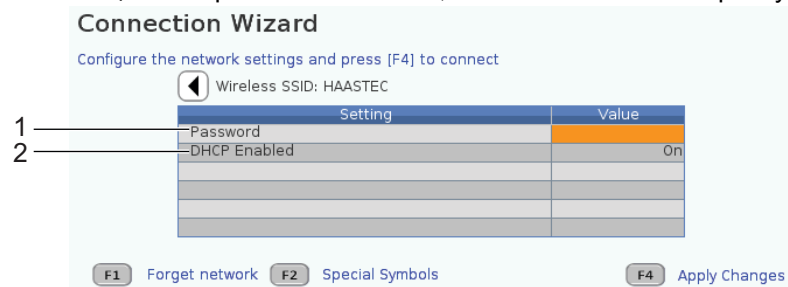 Connection Wizard
Configure the network settings and press [F4] to connect
Wireless SSID: HAASTEC
Setting Value
1 Password
2 DHCP Enabled On
F1 Forget network F2 Special Symbols F4 Apply Changes